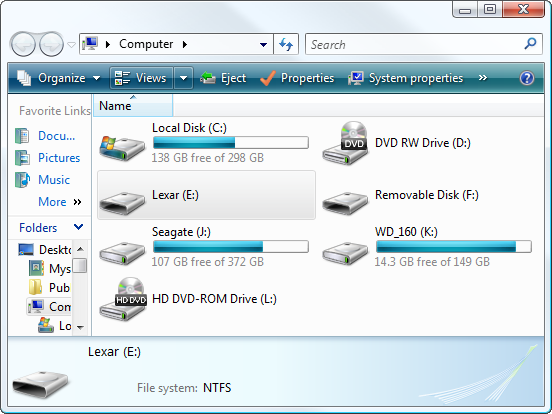 Computer
Search
Organize Views Eject Properties System properties »
Favorite Links
Docu...
Pictures
Music
More »
Folders
Deskto
Mys
Pub
Com
Lo
Name
Local Disk (C:)
138 GB free of 298 GB
DVD
DVD RW Drive (D:)
Lexar (E:)
Removable Disk (F:)
Seagate (J:)
107 GB free of 372 GB
WD_160 (K:)
14.3 GB free of 149 GB
HD DVD
HD DVD-ROM Drive (L:)
Lexar (E:)
File system: NTFS